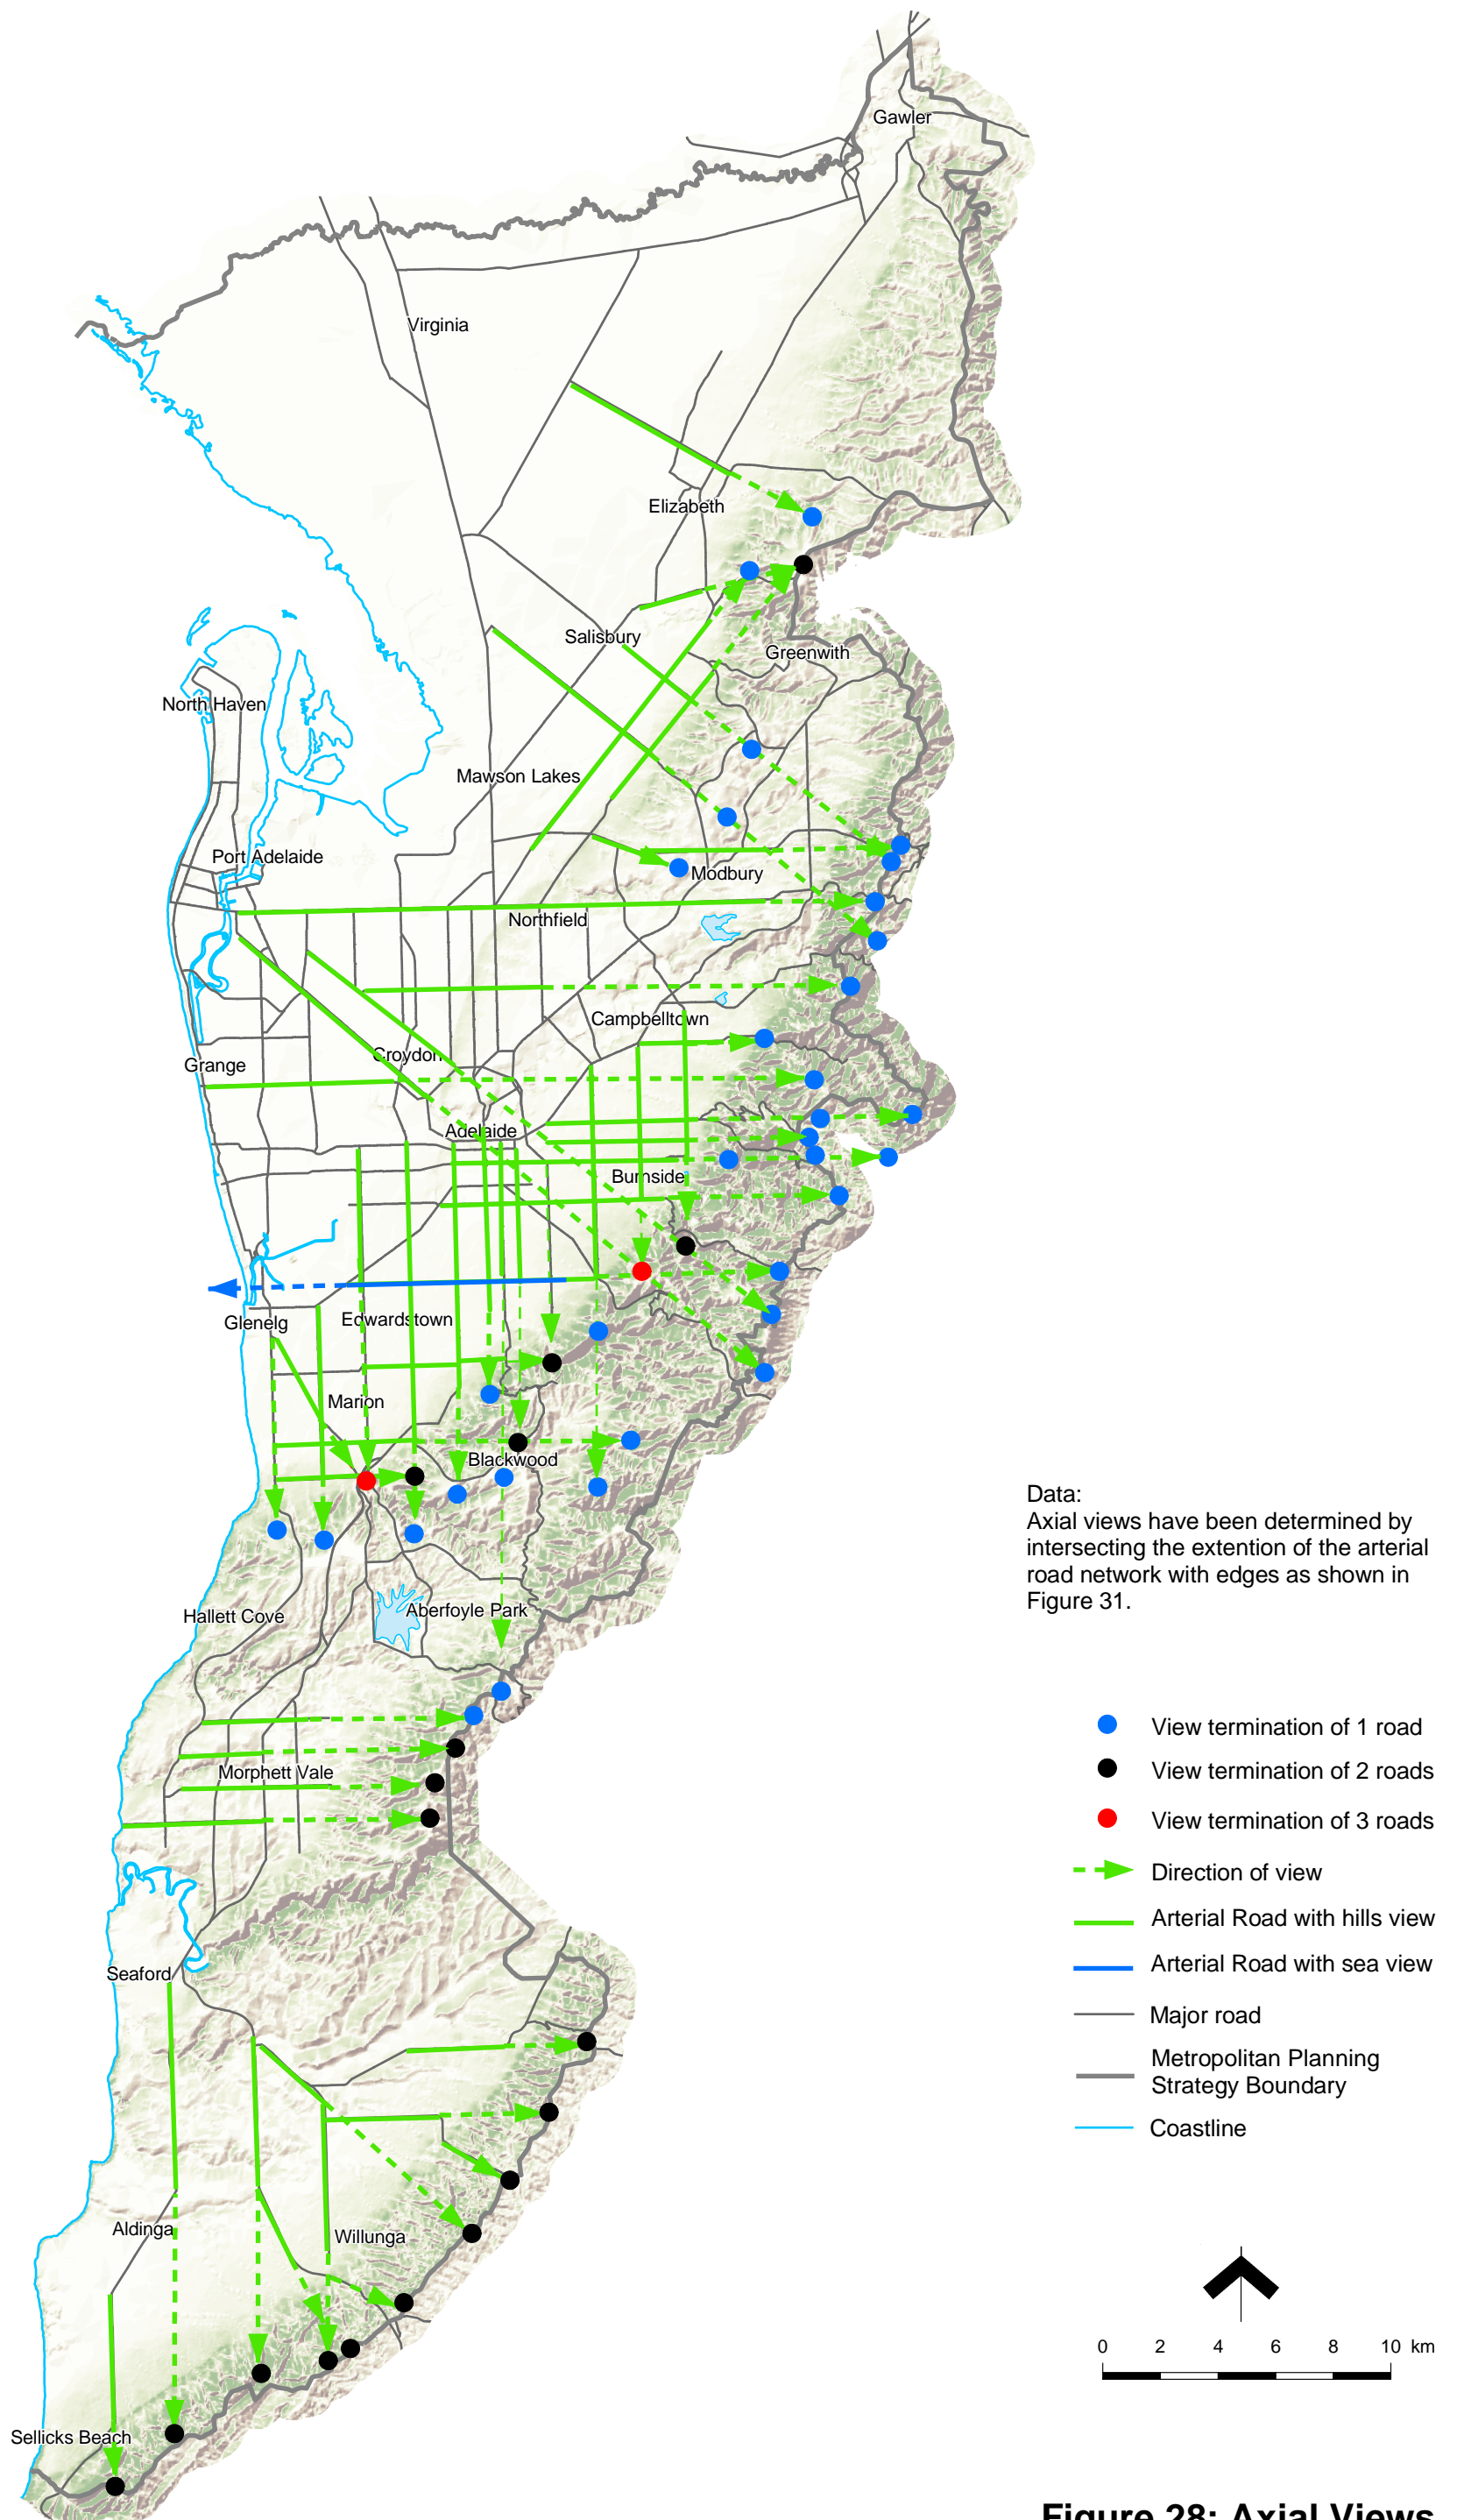 Gawler
Virginia
Elizabeth
Salisbury
Greenwith
North Haven
Mawson Lakes
Port Adelaide
Modbury
Northfield
Campbelltown
Croydon
Grange
Adelaide
Burnside
Glenelg
Edwardstown
Marion
Blackwood
Data:
Axial views have been determined by
intersecting the extention of the arterial
road network with edges as shown in
Figure 31.
Hallett Cove
Aberfoyle Park
View termination of 1 road
View termination of 2 roads
Morphett Vale
View termination of 3 roads
Direction of view
Arterial Road with hills view
Arterial Road with sea view
Seaford
Major road
Metropolitan Planning
Strategy Boundary
Coastline
Aldinga
Willunga
0 2 4 6 8 10 km
Sellicks Beach
Figure 28: Axial Views